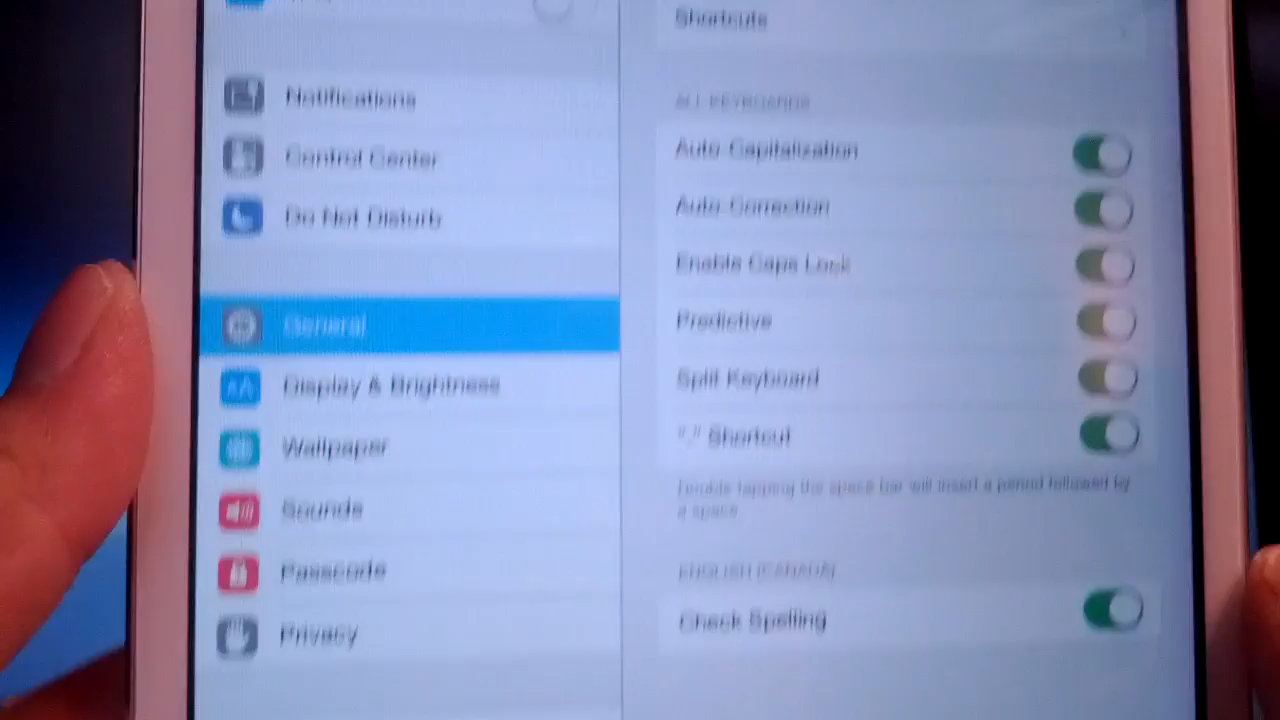 Shortcuts
Notifications
Control Center
Do Not Disturb
General
Display & Brightness
Wallpaper
Sounds
Passcode
Privacy
ALL KEYBOARDS
Auto-Capitalization
Auto-Correction
Enable Caps Lock
Predictive
Split Keyboard
"." Shortcut
Double tapping the space bar will insert a period followed by
a space.
ENGLISH (CANADA)
Check Spelling